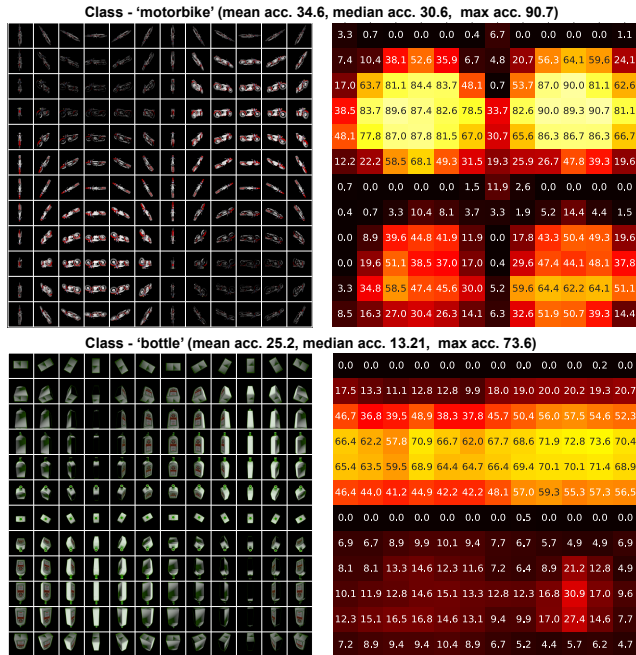 Class - ‘motorbike’ (mean acc. 34.6, median acc. 30.6, max acc. 90.7)
3.3 0.7 0.0 0.0 0.0 0.4 6.7 0.0 0.0 0.0 0.0 1.1
7.4 10.4 38.1 52.6 35.9 6.7 4.8 20.7 56.3 64.1 59.6 24.1
17.0 63.7 81.1 84.4 83.7 48.1 0.7 53.7 87.0 90.0 81.1 62.6
38.5 83.7 89.6 87.4 82.6 78.5 33.7 82.6 90.0 89.3 90.7 81.1
48.1 77.8 87.0 87.8 81.5 67.0 30.7 65.6 86.3 86.7 86.3 66.7
12.2 22.2 58.5 68.1 49.3 31.5 19.3 25.9 26.7 47.8 39.3 19.6
0.7 0.0 0.0 0.0 0.0 1.5 11.9 2.6 0.0 0.0 0.0 0.0
0.4 0.7 3.3 10.4 8.1 3.7 3.3 1.9 5.2 14.4 4.4 1.5
0.0 8.9 39.6 44.8 41.9 11.9 0.0 17.8 43.3 50.4 49.3 19.6
0.0 19.6 51.1 38.5 37.0 17.0 0.4 29.6 47.4 44.1 48.1 37.8
3.3 34.8 58.5 47.4 45.6 30.0 5.2 59.6 64.4 62.2 64.1 51.1
8.5 16.3 27.0 30.4 26.3 14.1 6.3 32.6 51.9 50.7 39.3 14.4
Class - ‘bottle’ (mean acc. 25.2, median acc. 13.21, max acc. 73.6)
0.0 0.0 0.0 0.0 0.0 0.0 0.0 0.0 0.0 0.0 0.2 0.0
17.5 13.3 11.1 12.8 12.8 9.9 18.0 19.0 20.0 20.2 19.3 20.7
46.7 36.8 39.5 48.9 38.3 37.8 45.7 50.4 56.0 57.5 54.6 52.3
66.4 62.2 57.8 70.9 66.7 62.0 67.7 68.6 71.9 72.8 73.6 70.4
65.4 63.5 59.5 68.9 64.4 64.7 66.4 69.4 70.1 70.1 71.4 68.9
46.4 44.0 41.2 44.9 42.2 42.2 48.1 57.0 59.3 55.3 57.3 56.5
0.0 0.0 0.0 0.0 0.0 0.0 0.0 0.5 0.0 0.0 0.0 0.0
6.9 6.7 8.9 9.9 10.1 9.4 7.7 6.7 5.7 4.9 4.9 6.9
8.1 8.1 13.3 14.6 12.3 11.6 7.2 6.4 8.9 21.2 12.8 4.9
10.1 11.9 12.8 14.6 15.1 13.3 12.8 12.3 16.8 30.9 17.0 9.6
12.3 15.1 16.5 16.8 14.6 13.1 9.4 9.9 17.0 27.4 14.6 7.7
7.2 8.9 9.4 9.4 10.4 8.9 6.7 5.2 4.2 4.9 6.2 4.7